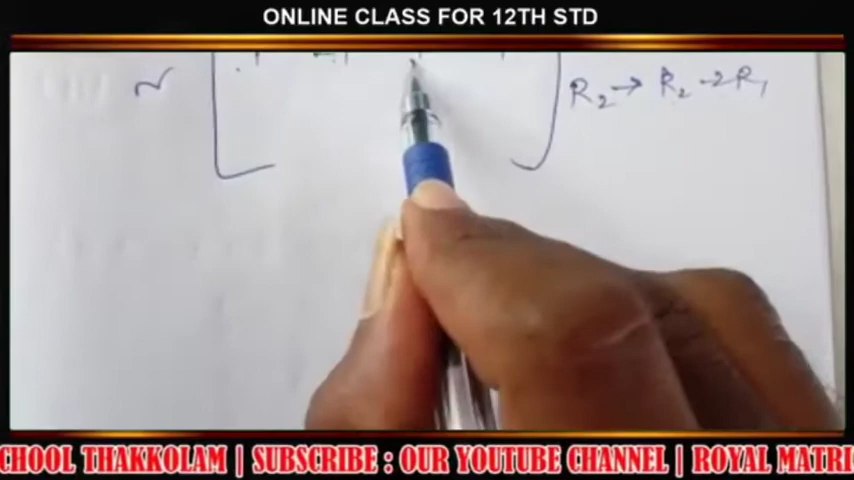 ONLINE CLASS FOR 12TH STD
~ R₂ → R₂ - 2R₁
CHOOL THAKKOLAM | SUBSCRIBE : OUR YOUTUBE CHANNEL | ROYAL MATRI